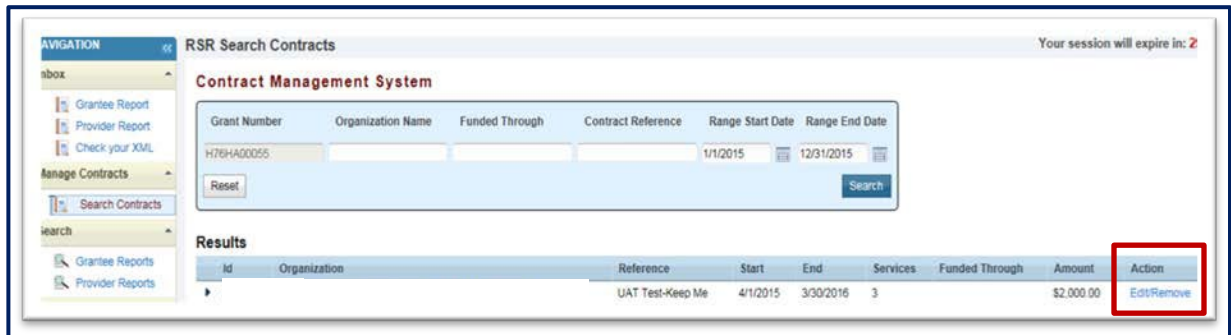 AVIGATION
RSR Search Contracts
Your session will expire in: 2
nbox
Grantee Report
Provider Report
Check your XML
Manage Contracts
Search Contracts
Search
Grantee Reports
Provider Reports
Contract Management System
Grant Number Organization Name Funded Through Contract Reference Range Start Date Range End Date
H76HA00055 1/1/2015 12/31/2015
Reset Search
Results
Id Organization Reference Start End Services Funded Through Amount Action
UAT Test-Keep Me 4/1/2015 3/30/2016 3 $2,000.00 Edit/Remove